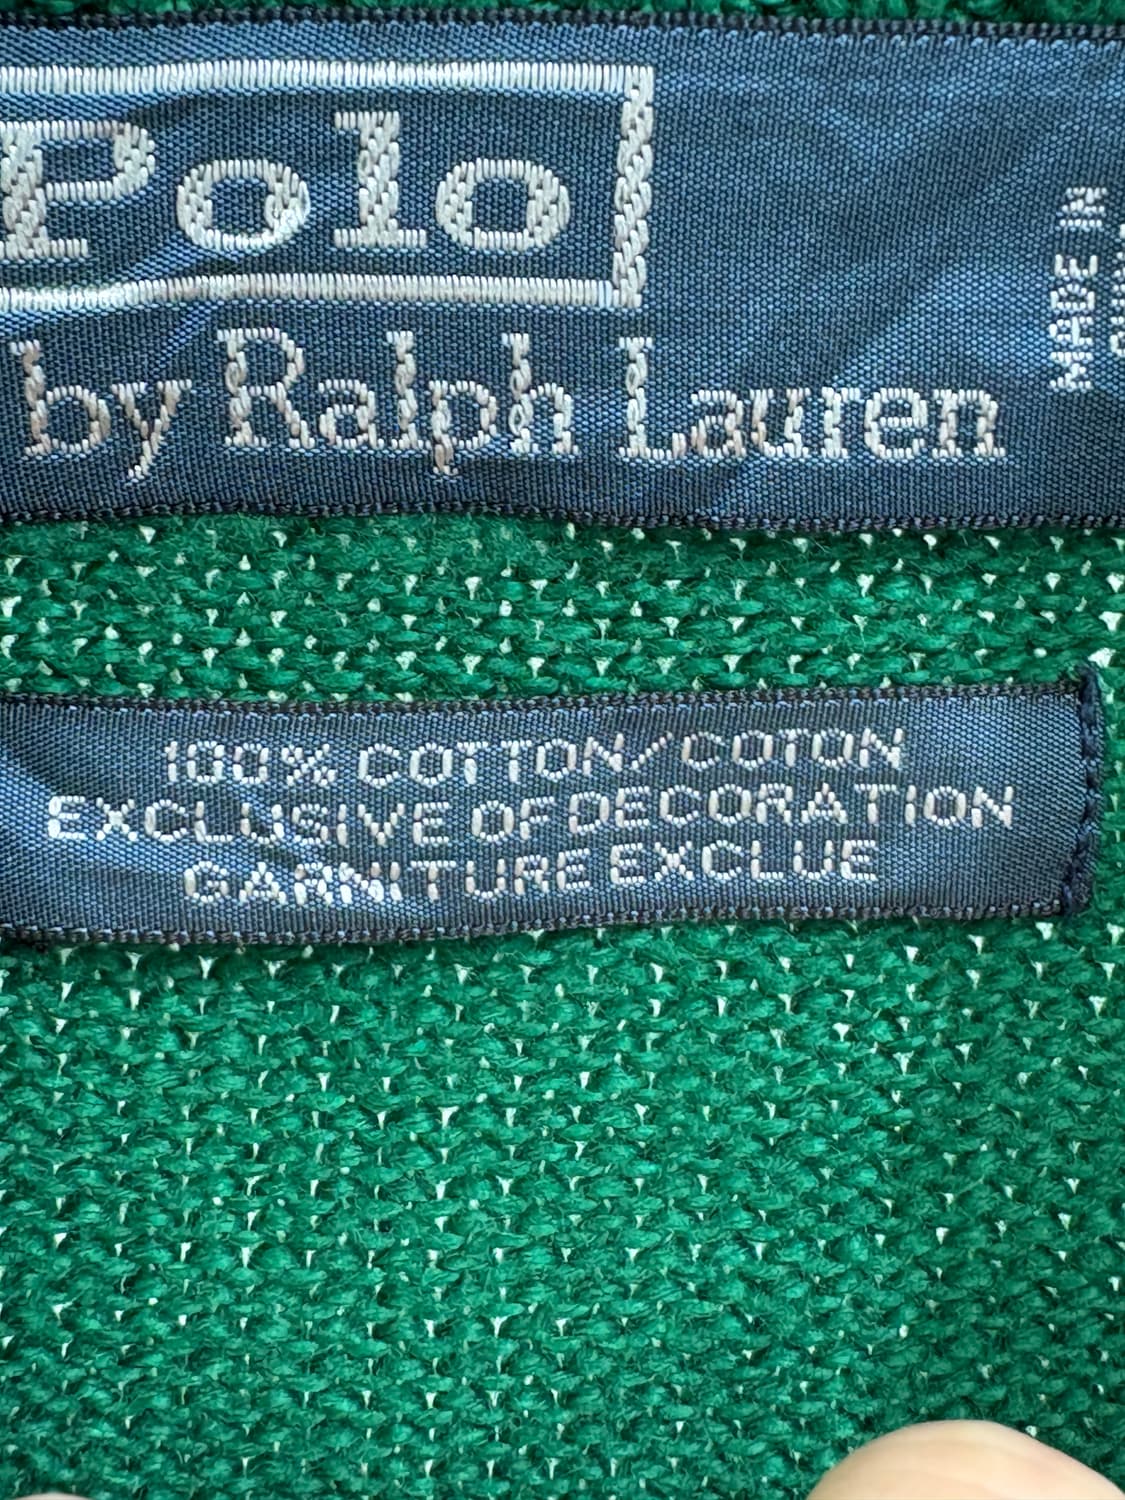 Polo
by Ralph Lauren
MADE IN
100% COTTON/COTON
EXCLUSIVE OF DECORATION
GARNITURE EXCLUE